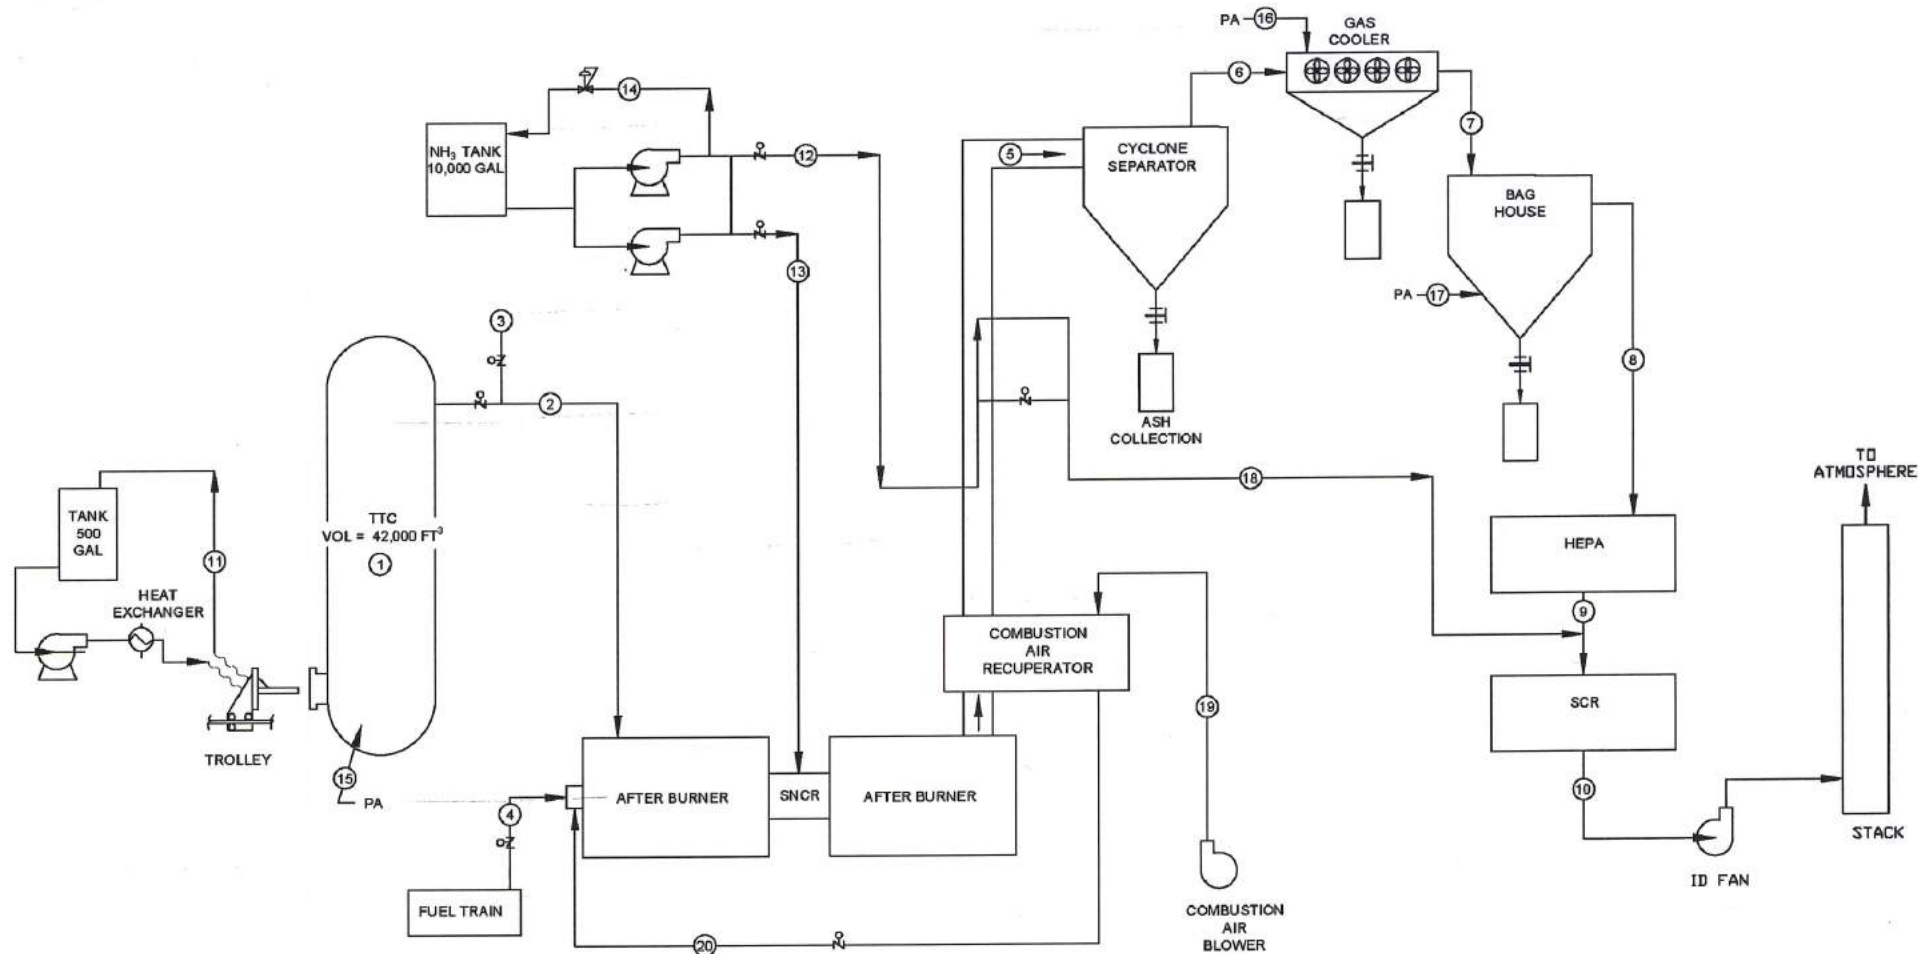 PA
16
GAS
COOLER
6
14
7
NH₃ TANK
10,000 GAL
12
5
CYCLONE
SEPARATOR
BAG
HOUSE
13
PA
17
3
8
2
ASH
COLLECTION
TO
ATMOSPHERE
18
TANK
500
GAL
TTC
VOL = 42,000 FT³
1
11
HEPA
HEAT
EXCHANGER
9
COMBUSTION
AIR
RECUPERATOR
19
SCR
TROLLEY
15
PA
4
AFTER BURNER
SNCR
AFTER BURNER
10
STACK
ID FAN
FUEL TRAIN
COMBUSTION
AIR
BLOWER
20